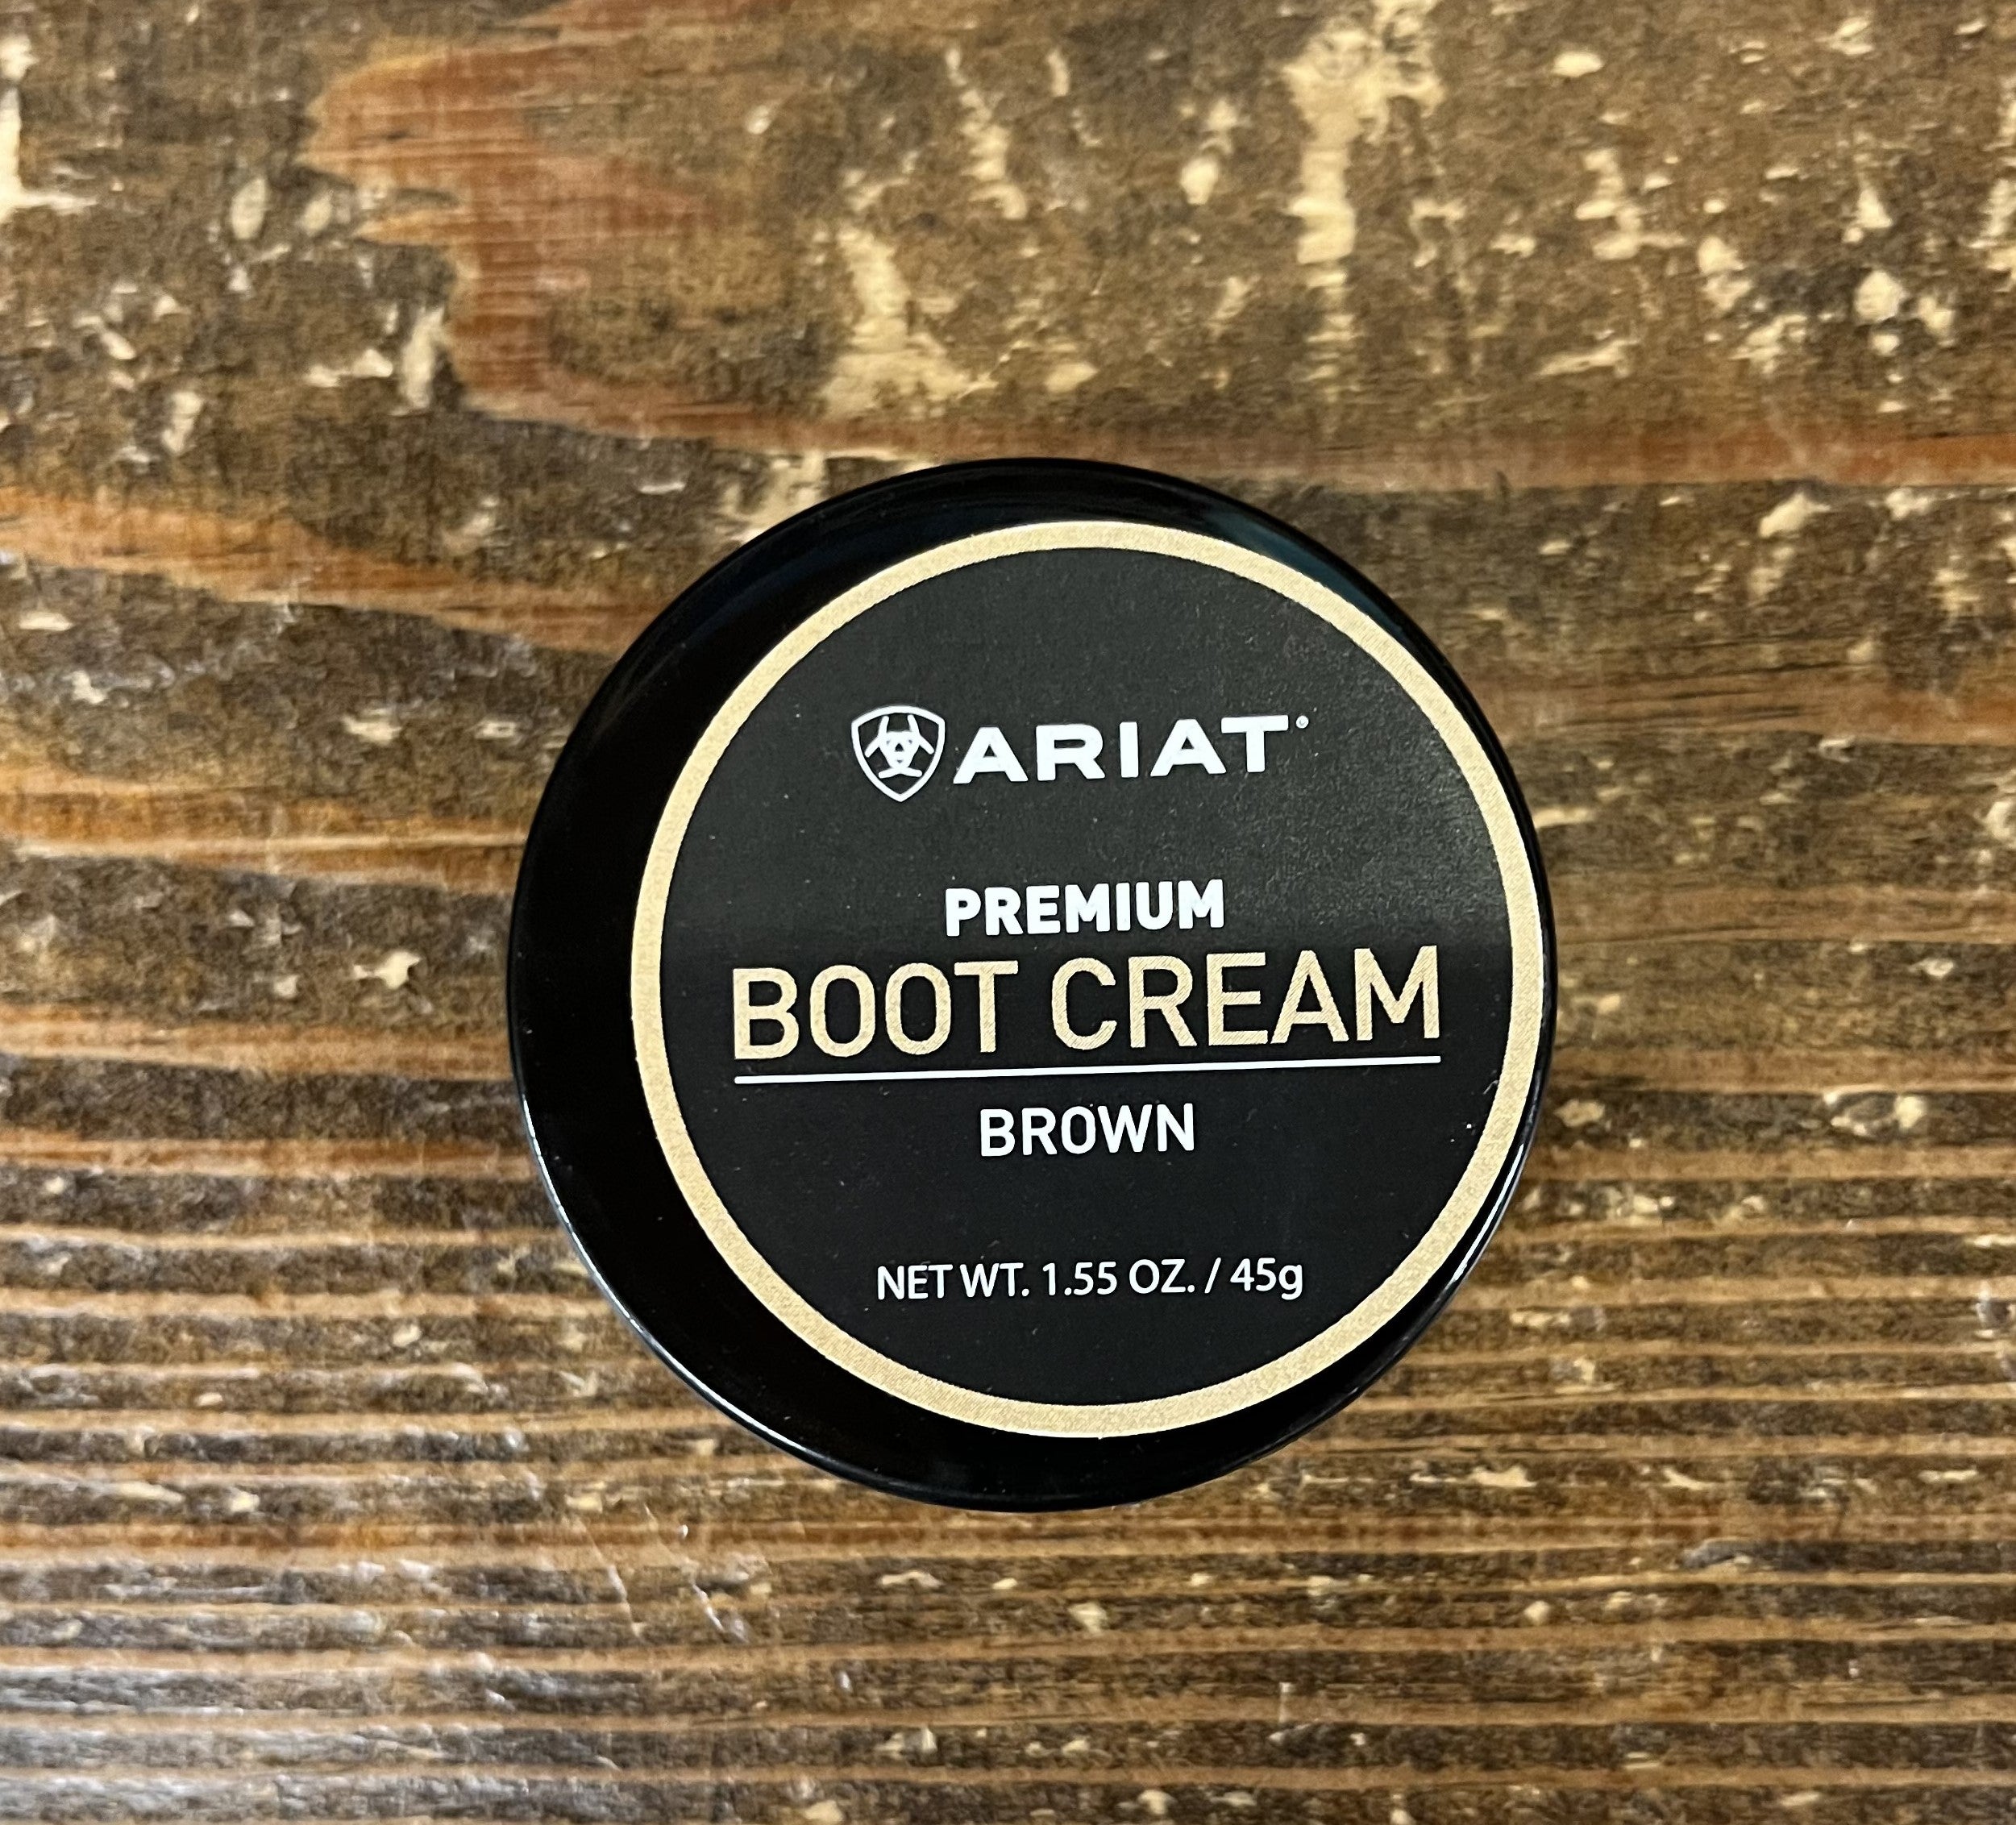 ARIAT®
PREMIUM
BOOT CREAM
BROWN
NET WT. 1.55 OZ. / 45g